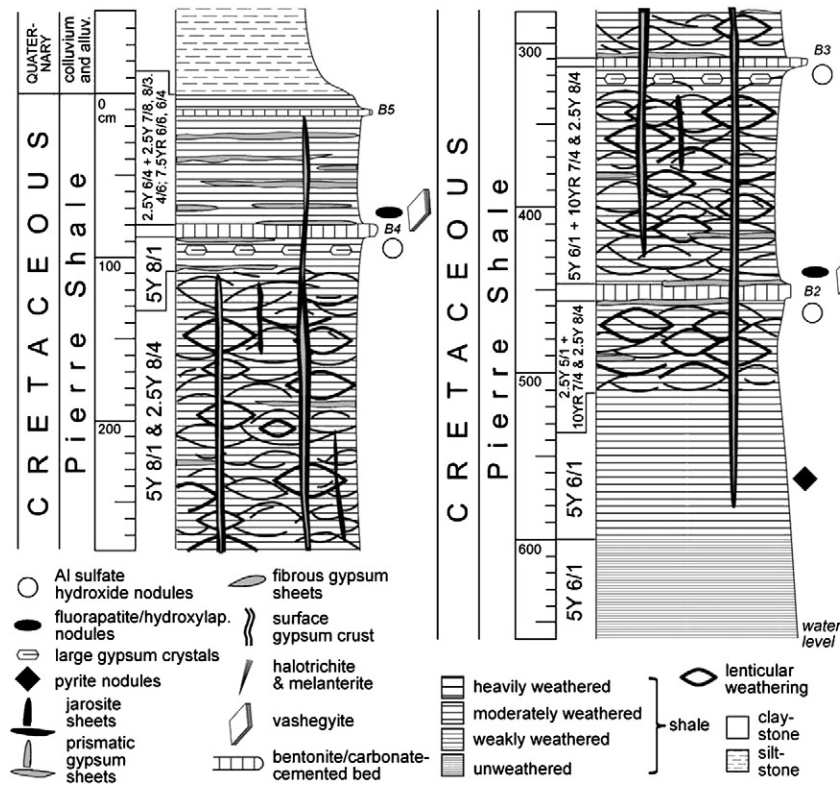 QUATER-
NARY
colluvium
and alluv.
CRETACEOUS
Pierre Shale
0
cm
100
200
2.5Y 6/4 + 2.5Y 7/8, 8/3.
4/6; 7.5YR 6/6, 6/4
5Y 8/1
5Y 8/1 & 2.5Y 8/4
B5
B4
CRETACEOUS
Pierre Shale
300
400
500
600
5Y 6/1 + 10YR 7/4 & 2.5Y 8/4
2.5Y 5/1 +
10YR 7/4 & 2.5Y 8/4
5Y 6/1
5Y 6/1
B3
B2
water
level
Al sulfate
hydroxide nodules
fluorapatite/hydroxylap.
nodules
large gypsum crystals
pyrite nodules
jarosite
sheets
prismatic
gypsum
sheets
fibrous gypsum
sheets
surface
gypsum crust
halotrichite
& melanterite
vashegyite
bentonite/carbonate-
cemented bed
heavily weathered
moderately weathered
weakly weathered
unweathered
shale
lenticular
weathering
clay-
stone
silt-
stone